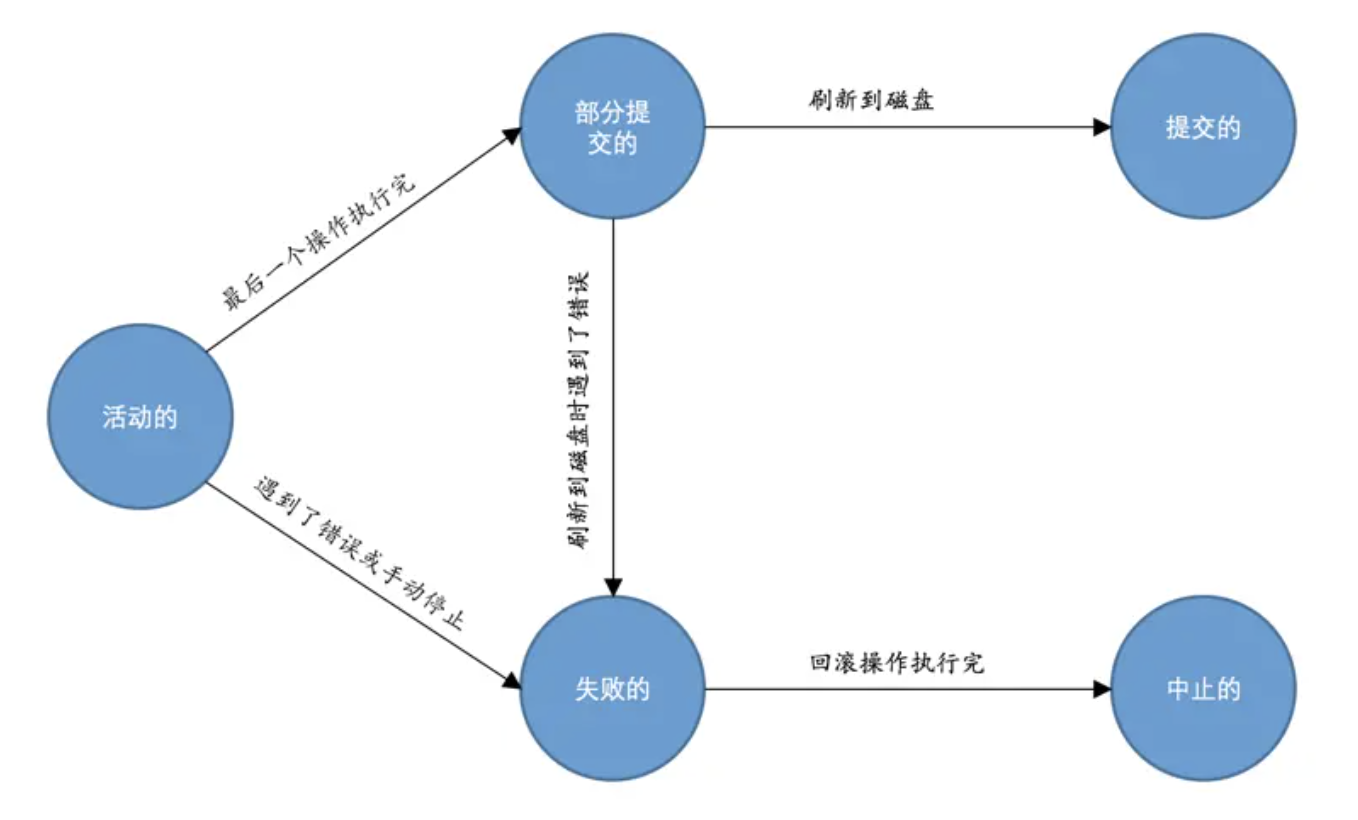 部分提
交的
刷新到磁盘
提交的
最后一个操作执行完
活动的
刷新到磁盘时遇到了错误
遇到了错误或手动停止
失败的
回滚操作执行完
中止的